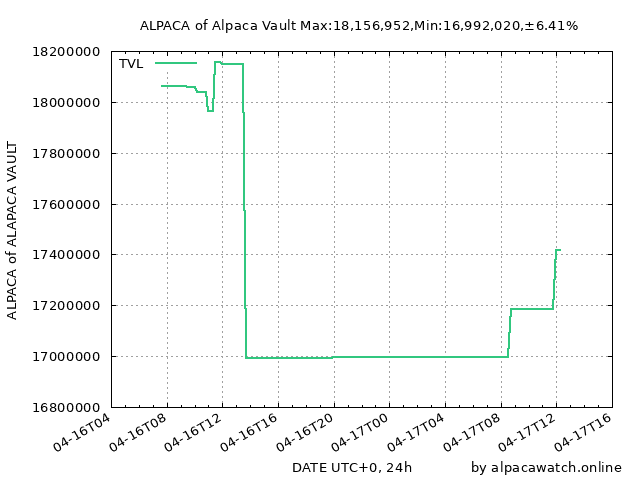 ALPACA of Alpaca Vault Max:18,156,952,Min:16,992,020,±6.41%
TVL
ALPACA of ALAPACA VAULT
18200000
18000000
17800000
17600000
17400000
17200000
17000000
16800000
04-16T04
04-16T08
04-16T12
04-16T16
04-16T20
04-17T00
04-17T04
04-17T08
04-17T12
04-17T16
DATE UTC+0, 24h
by alpacawatch.online